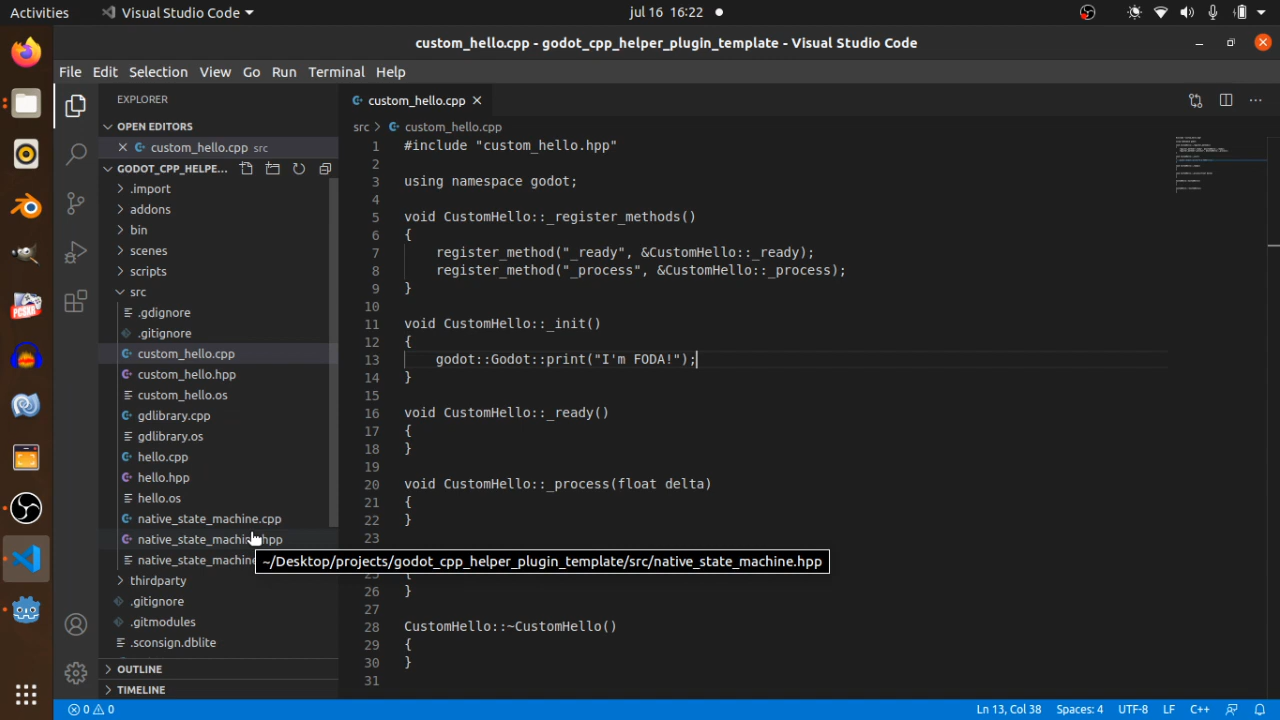 Activities
Visual Studio Code
jul 16 16:22
custom_hello.cpp - godot_cpp_helper_plugin_template - Visual Studio Code
File Edit Selection View Go Run Terminal Help
EXPLORER
OPEN EDITORS
custom_hello.cpp src
GODOT_CPP_HELPE...
.import
addons
bin
scenes
scripts
src
.gdignore
.gitignore
custom_hello.cpp
custom_hello.hpp
custom_hello.os
gdlibrary.cpp
gdlibrary.os
hello.cpp
hello.hpp
hello.os
native_state_machine.cpp
native_state_machine.hpp
native_state_machine
~/Desktop/projects/godot_cpp_helper_plugin_template/src/native_state_machine.hpp
thirdparty
.gitignore
.gitmodules
.sconsign.dblite
OUTLINE
TIMELINE
custom_hello.cpp
src > custom_hello.cpp
1 #include "custom_hello.hpp"
2
3 using namespace godot;
4
5 void CustomHello::_register_methods()
6 {
7 register_method("_ready", &CustomHello::_ready);
8 register_method("_process", &CustomHello::_process);
9 }
10
11 void CustomHello::_init()
12 {
13 godot::Godot::print("I'm FODA!");
14 }
15
16 void CustomHello::_ready()
17 {
18 }
19
20 void CustomHello::_process(float delta)
21 {
22 }
23
26 }
27
28 CustomHello::~CustomHello()
29 {
30 }
31
0 0
Ln 13, Col 38 Spaces: 4 UTF-8 LF C++